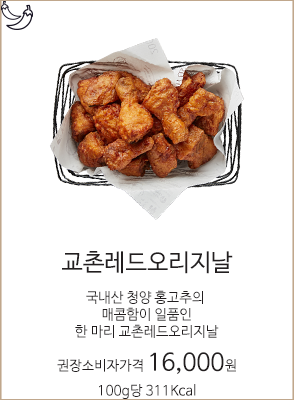 교촌레드오리지날
국내산 청양 홍고추의
매콤함이 일품인
한 마리 교촌레드오리지날
권장소비자가격 16,000원
100g당 311Kcal